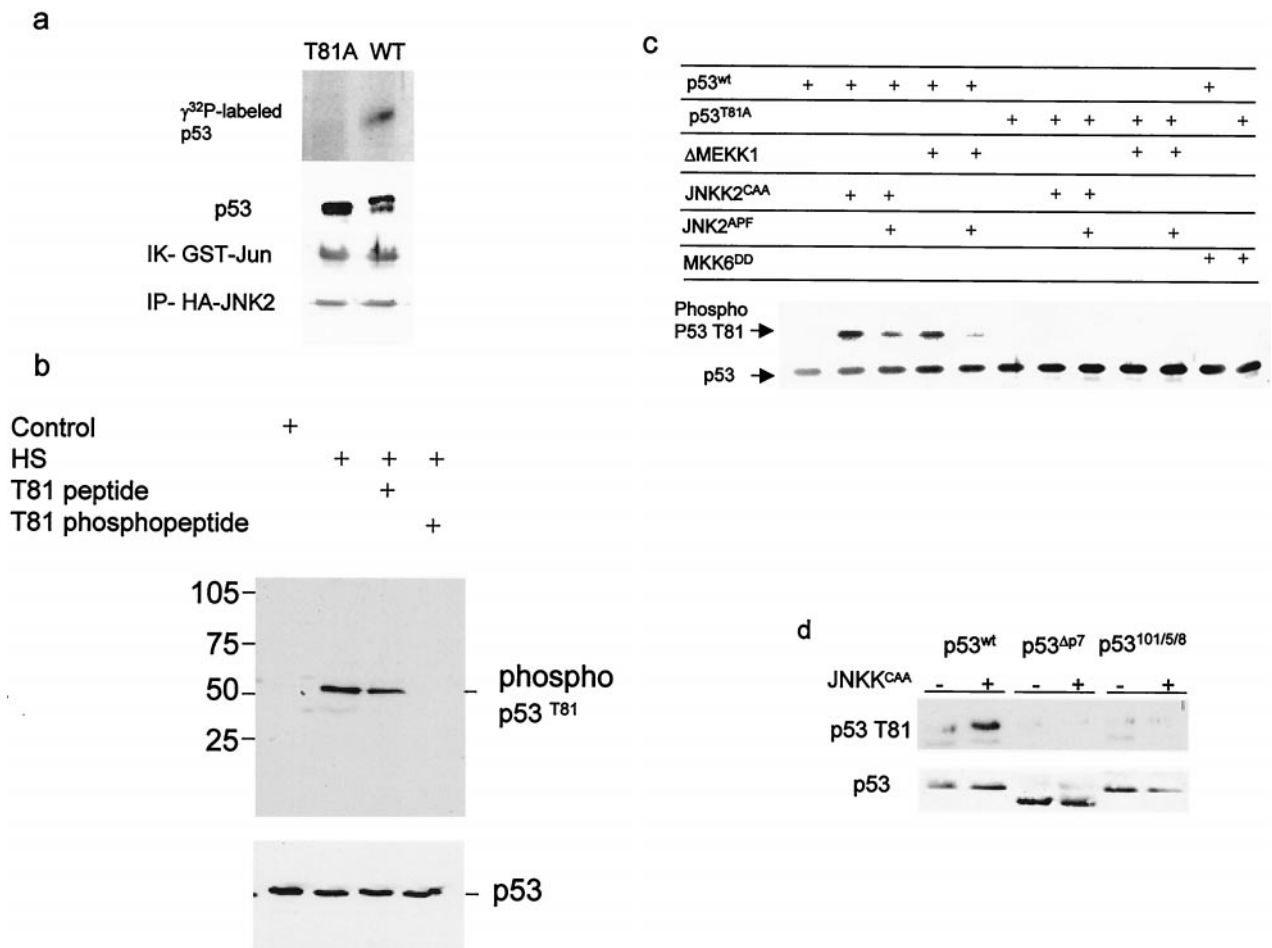 a
T81A WT
γ³²P-labeled
p53
p53
IK- GST-Jun
IP- HA-JNK2
b
Control +
HS + + +
T81 peptide +
T81 phosphopeptide +
105
75
50
25
phospho
p53 T81
p53
c
p53wt + + + + + +
p53T81A + + + + + +
ΔMEKK1 + + + +
JNKK2CAA + + + +
JNK2APF + + + +
MKK6DD + +
Phospho
P53 T81
p53
d
p53wt p53Δp7 p53101/5/8
JNKKCAA - + - + - +
p53 T81
p53